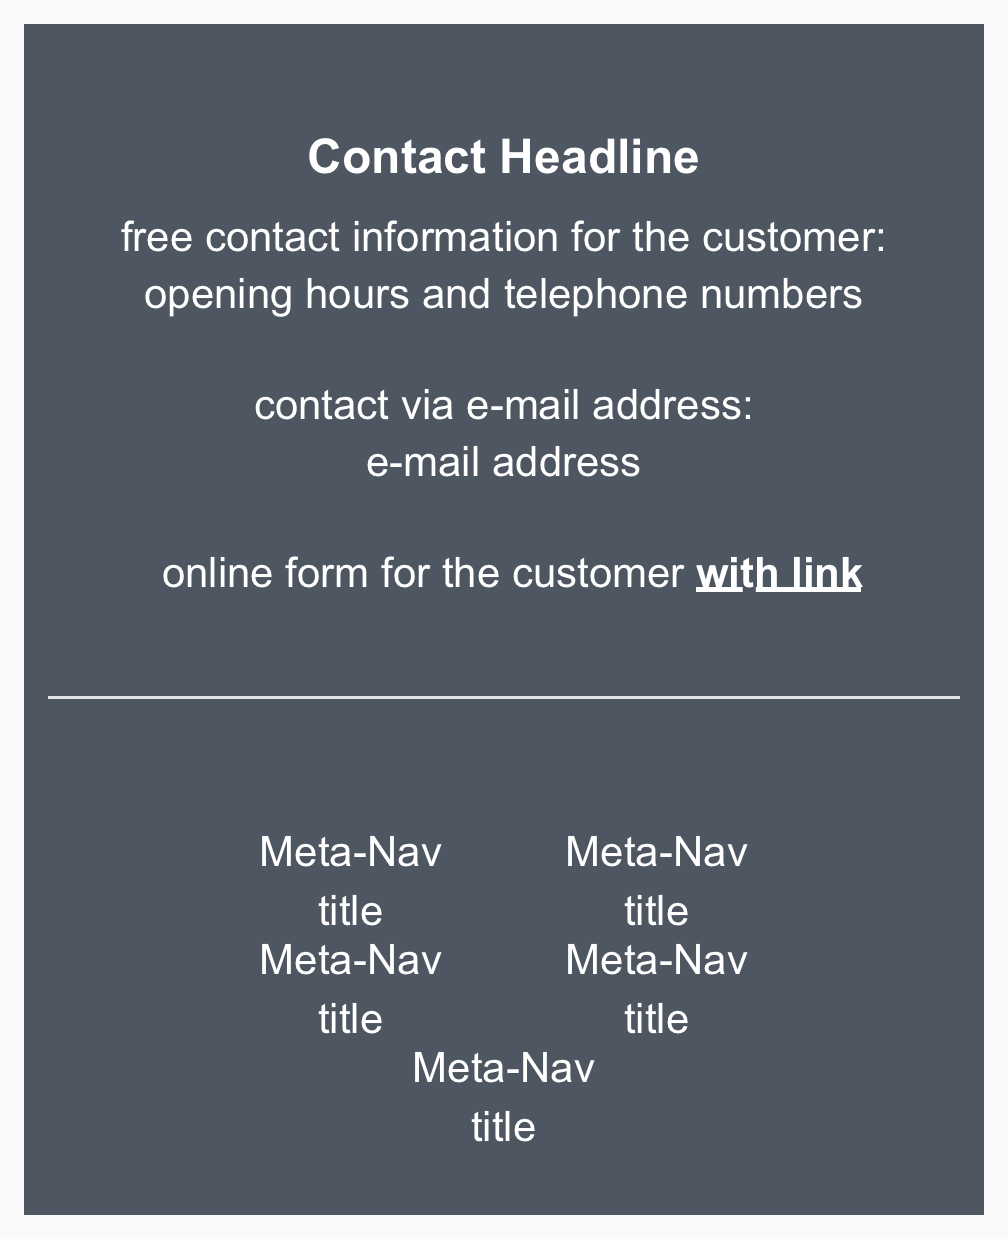 Contact Headline
free contact information for the customer:
opening hours and telephone numbers
contact via e-mail address:
e-mail address
online form for the customer with link
Meta-Nav title
Meta-Nav title
Meta-Nav title
Meta-Nav title
Meta-Nav title